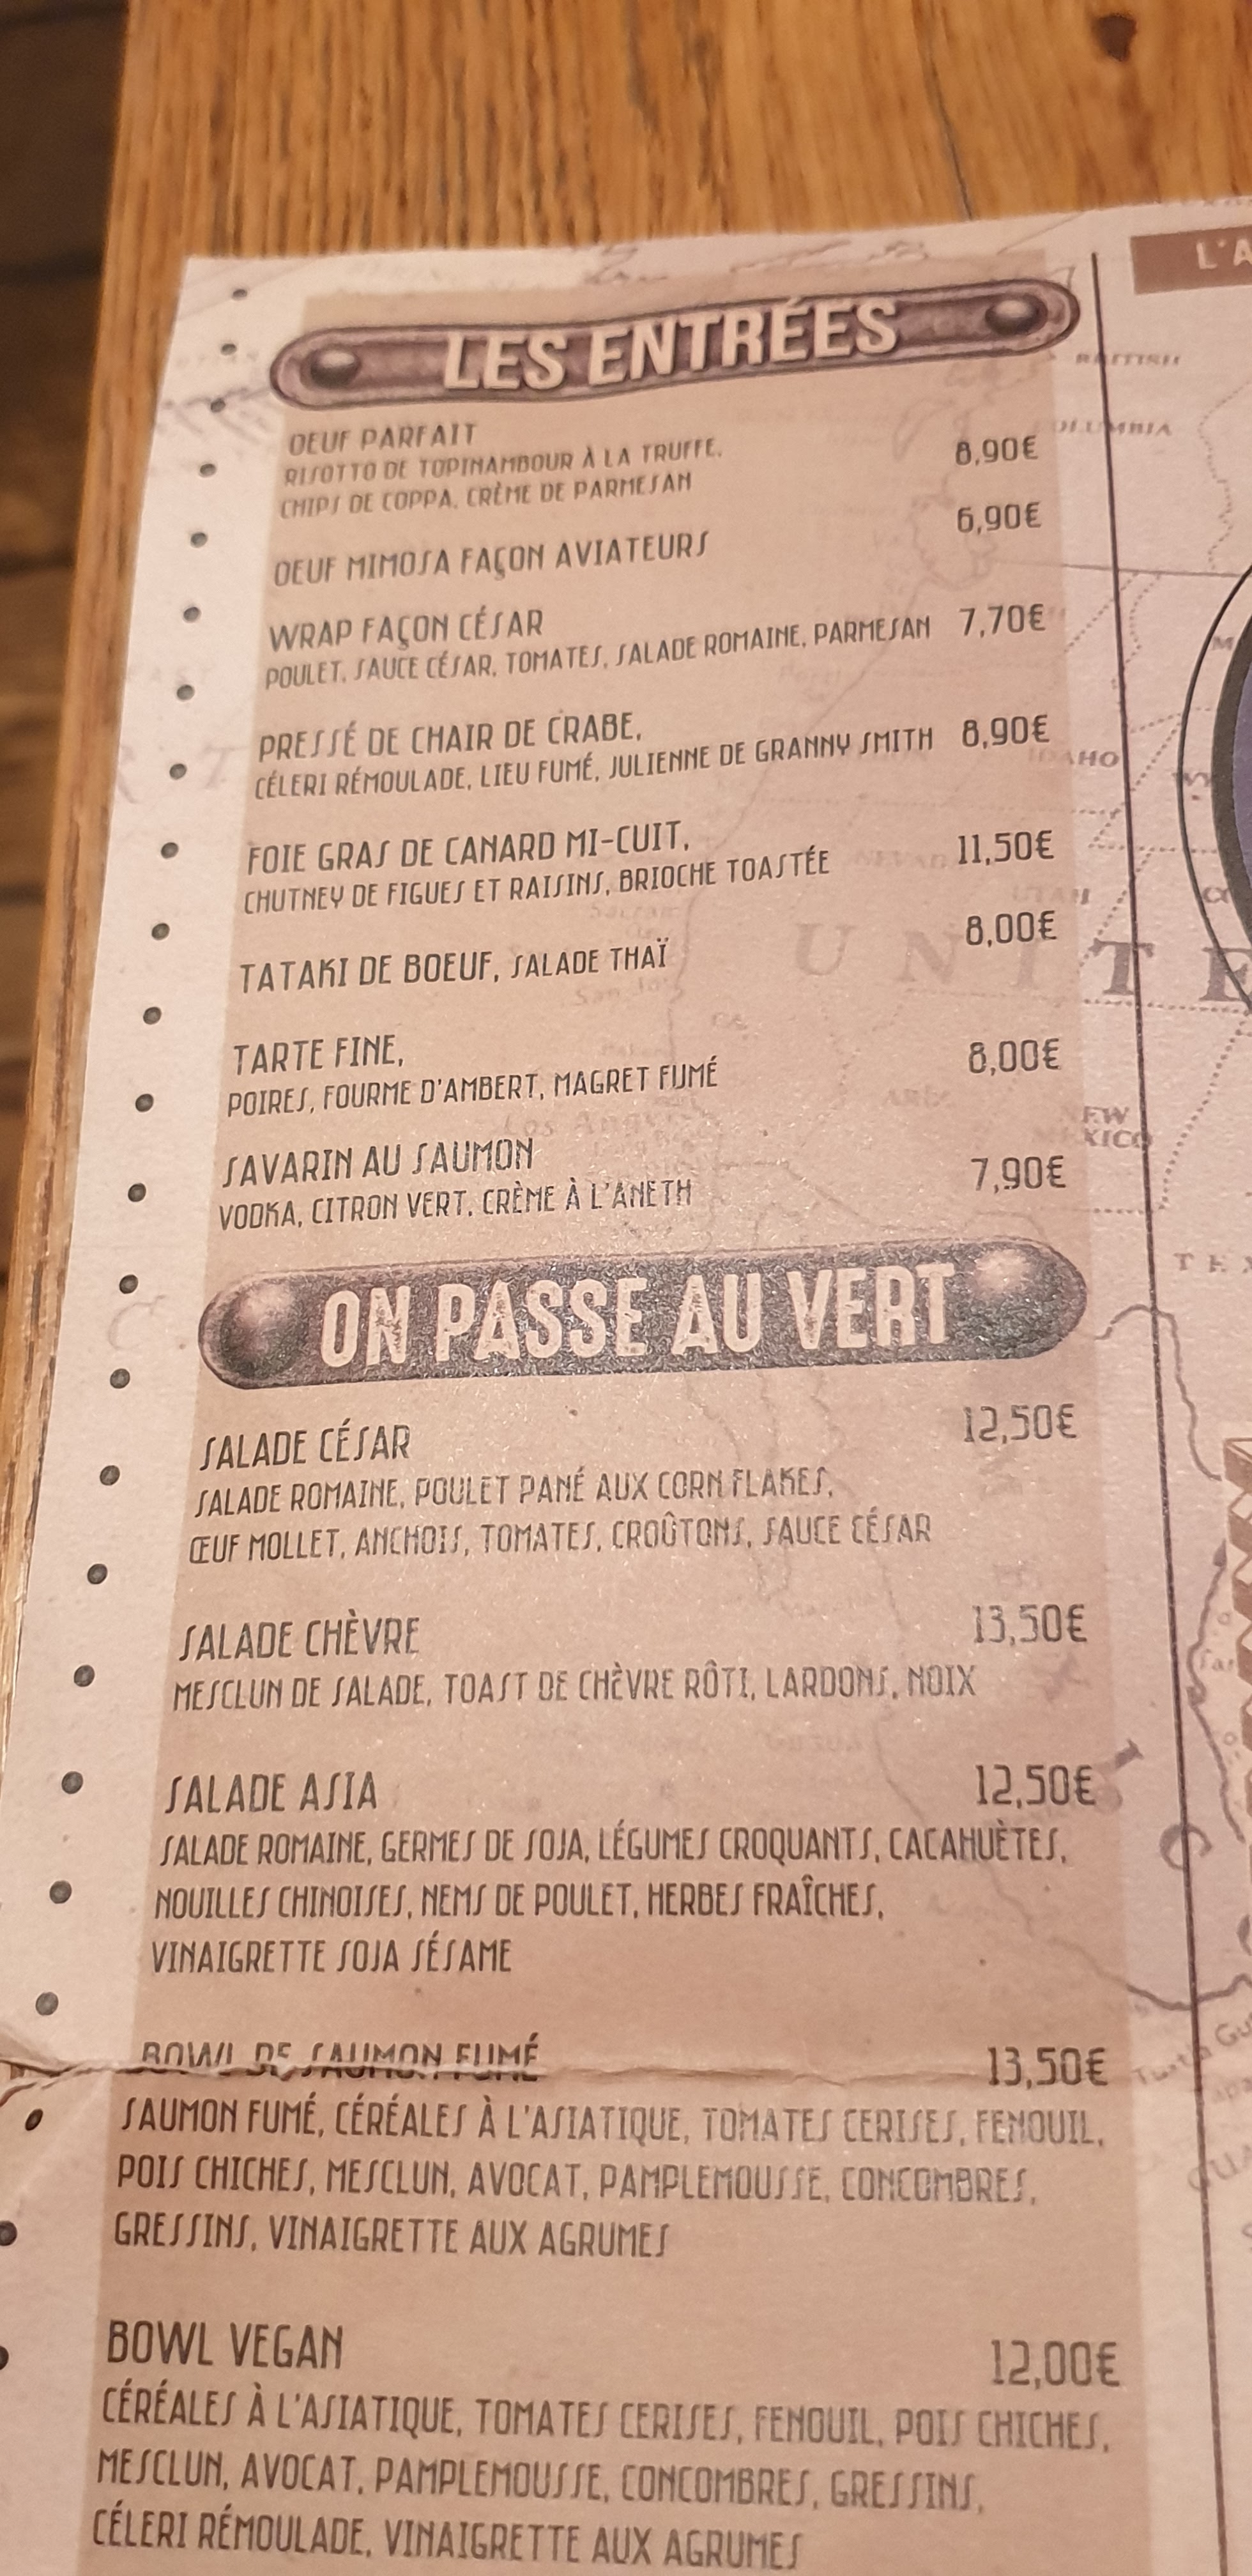 LES ENTRÉES
OEUF PARFAIT
RISOTTO DE TOPINAMBOUR À LA TRUFFE,
CHIPS DE COPPA, CRÈME DE PARMESAN
8,90€
OEUF MIMOSA FAÇON AVIATEURS
6,90€
WRAP FAÇON CÉSAR
POULET, SAUCE CÉSAR, TOMATES, SALADE ROMAINE, PARMESAN 7,70€
PRESSÉ DE CHAIR DE CRABE,
CÉLERI RÉMOULADE, LIEU FUMÉ, JULIENNE DE GRANNY SMITH 8,90€
FOIE GRAS DE CANARD MI-CUIT,
CHUTNEY DE FIGUES ET RAISINS, BRIOCHE TOASTÉE
11,50€
TATAKI DE BOEUF, SALADE THAÏ
8,00€
TARTE FINE,
POIRES, FOURME D'AMBERT, MAGRET FUMÉ
8,00€
SAVARIN AU SAUMON
VODKA, CITRON VERT, CRÈME À L'ANETH
7,90€
ON PASSE AU VERT
SALADE CÉSAR
12,50€
SALADE ROMAINE, POULET PANÉ AUX CORN FLAKES,
ŒUF MOLLET, ANCHOIS, TOMATES, CROÛTONS, SAUCE CÉSAR
SALADE CHÈVRE
13,50€
MESCLUN DE SALADE, TOAST DE CHÈVRE RÔTI, LARDONS, NOIX
SALADE ASIA
12,50€
SALADE ROMAINE, GERMES DE SOJA, LÉGUMES CROQUANTS, CACAHUÈTES,
NOUILLES CHINOISES, NEMS DE POULET, HERBES FRAÎCHES,
VINAIGRETTE SOJA SÉSAME
BOWL DE SAUMON FUMÉ
13,50€
SAUMON FUMÉ, CÉRÉALES À L'ASIATIQUE, TOMATES CERISES, FENOUIL,
POIS CHICHES, MESCLUN, AVOCAT, PAMPLEMOUSSE, CONCOMBRES,
GRESSINS, VINAIGRETTE AUX AGRUMES
BOWL VEGAN
12,00€
CÉRÉALES À L'ASIATIQUE, TOMATES CERISES, FENOUIL, POIS CHICHES,
MESCLUN, AVOCAT, PAMPLEMOUSSE, CONCOMBRES, GRESSINS,
CÉLERI RÉMOULADE, VINAIGRETTE AUX AGRUMES
L'A
BRITISH
COLUMBIA
IDAHO
NEVADA
UTAH
UNITE
NEW
MEXICO
TEX